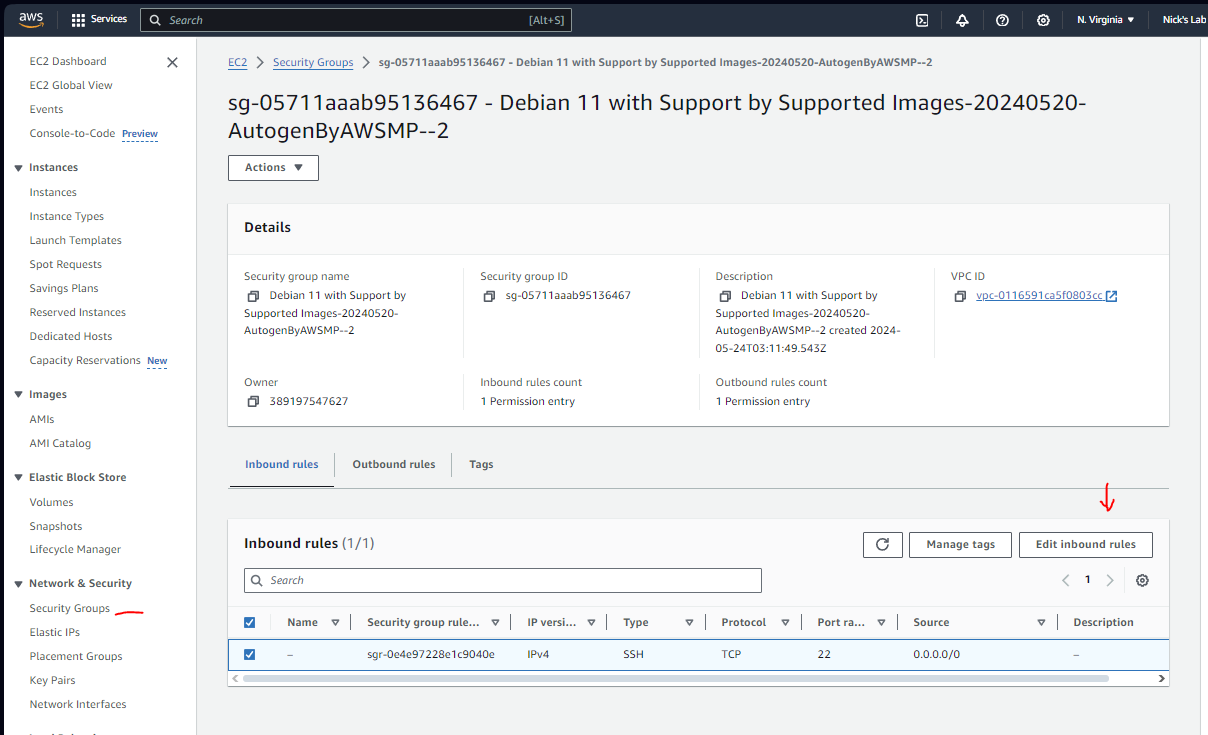 aws
Services
Search
[Alt+S]
N. Virginia
Nick's Lab
EC2 Dashboard
EC2 Global View
Events
Console-to-Code Preview
Instances
Instances
Instance Types
Launch Templates
Spot Requests
Savings Plans
Reserved Instances
Dedicated Hosts
Capacity Reservations New
Images
AMIs
AMI Catalog
Elastic Block Store
Volumes
Snapshots
Lifecycle Manager
Network & Security
Security Groups
Elastic IPs
Placement Groups
Key Pairs
Network Interfaces
EC2 > Security Groups > sg-05711aaab95136467 - Debian 11 with Support by Supported Images-20240520-AutogenByAWSMP--2
sg-05711aaab95136467 - Debian 11 with Support by Supported Images-20240520-
AutogenByAWSMP--2
Actions
Details
Security group name
Debian 11 with Support by
Supported Images-20240520-
AutogenByAWSMP--2
Security group ID
sg-05711aaab95136467
Description
Debian 11 with Support by
Supported Images-20240520-
AutogenByAWSMP--2 created 2024-
05-24T03:11:49.543Z
VPC ID
vpc-0116591ca5f0803cc
Owner
389197547627
Inbound rules count
1 Permission entry
Outbound rules count
1 Permission entry
Inbound rules
Outbound rules
Tags
Inbound rules (1/1)
Manage tags
Edit inbound rules
Search
1
Name
Security group rule...
IP versi...
Type
Protocol
Port ra...
Source
Description
–
sgr-0e4e97228e1c9040e
IPv4
SSH
TCP
22
0.0.0.0/0
–